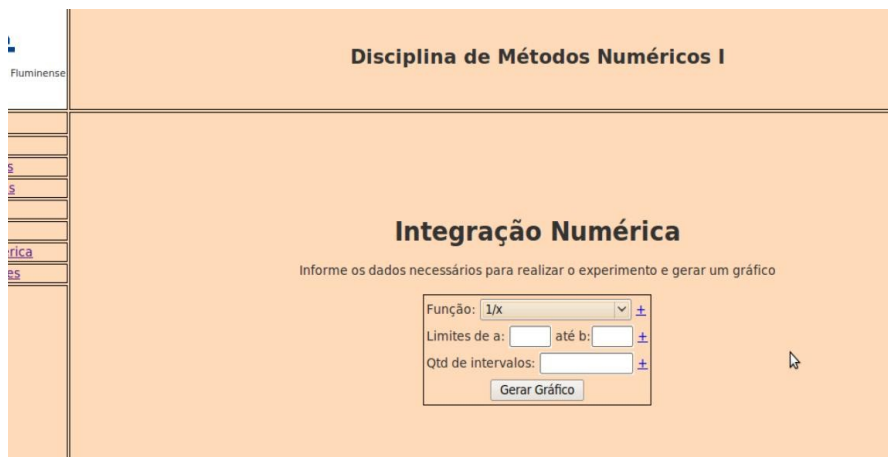 Fluminense
Disciplina de Métodos Numéricos I
s
s
rica
es
Integração Numérica
Informe os dados necessários para realizar o experimento e gerar um gráfico
Função: 1/x +
Limites de a: até b: +
Qtd de intervalos: +
Gerar Gráfico